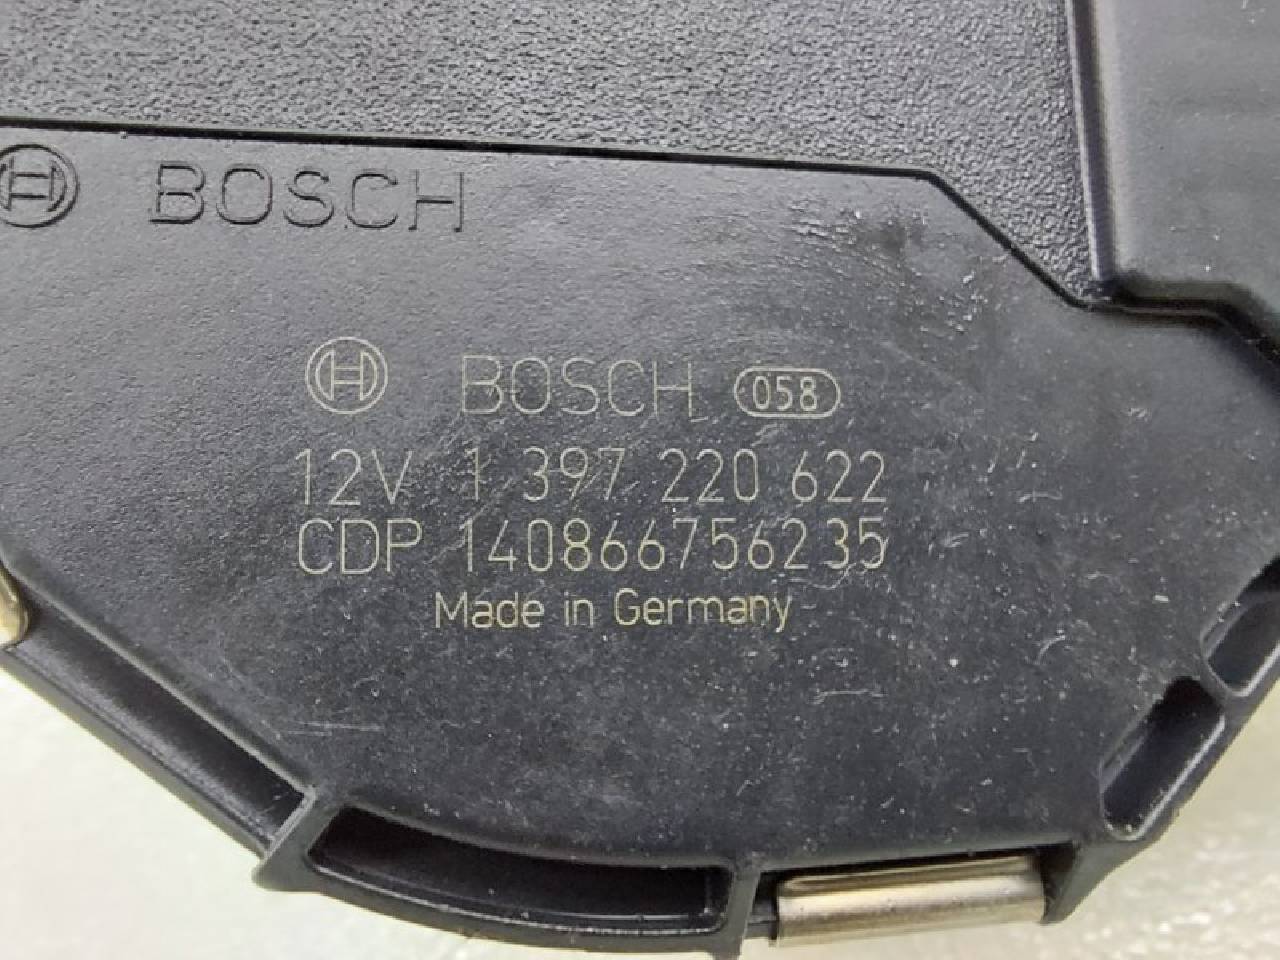 BOSCH
BOSCH 058
12V 1 397 220 622
CDP 140866756235
Made in Germany